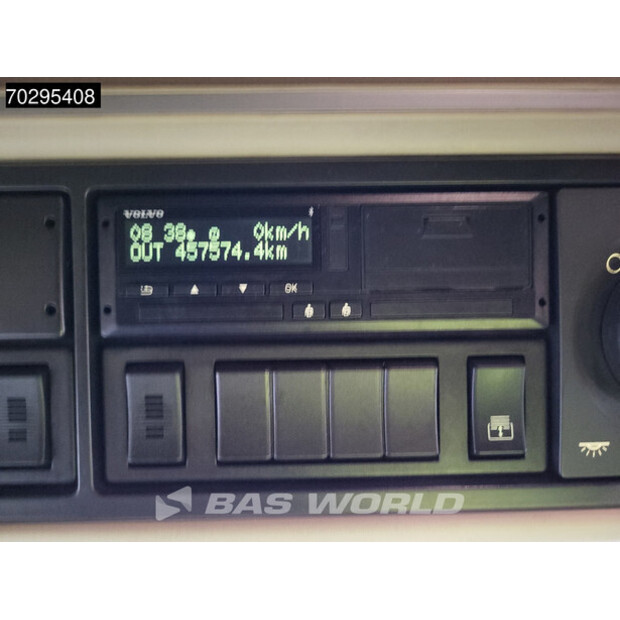 70295408
VOLVO
08 38 0km/h
OUT 457574.4km
OK
BAS WORLD